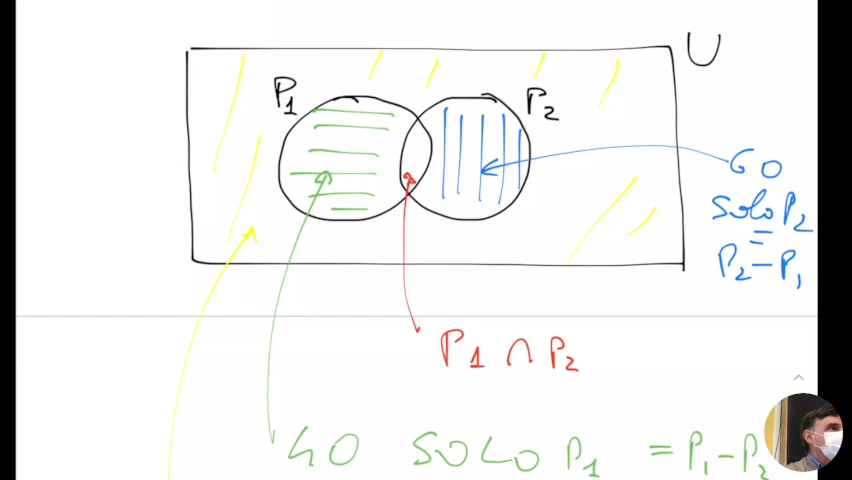 U
P1
P2
60
solo P2
=
P2 - P1
P1 ∩ P2
40 SOLO P1 = P1 - P2